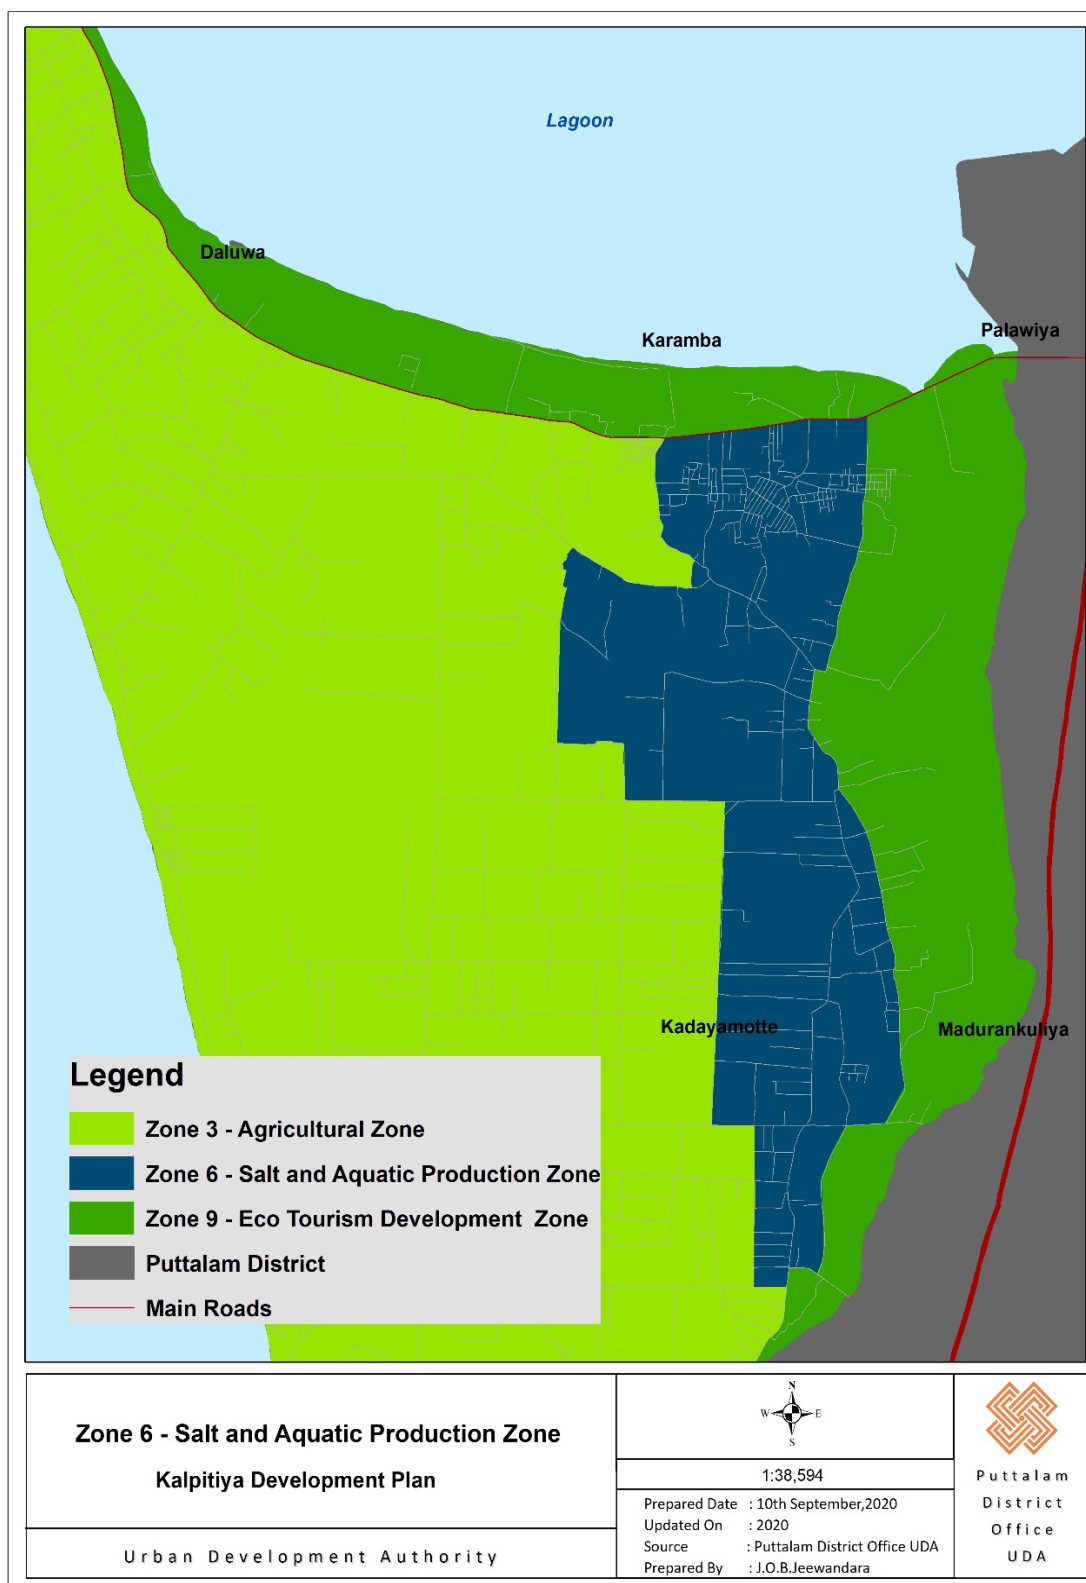 Lagoon
Daluwa
Karamba
Palawiya
Kadayamotte
Madurankuliya
Legend
Zone 3 - Agricultural Zone
Zone 6 - Salt and Aquatic Production Zone
Zone 9 - Eco Tourism Development Zone
Puttalam District
Main Roads
Zone 6 - Salt and Aquatic Production Zone
Kalpitiya Development Plan
Urban Development Authority
N
W E
S
1:38,594
Prepared Date : 10th September,2020
Updated On : 2020
Source : Puttalam District Office UDA
Prepared By : J.O.B.Jeewandara
Puttalam
District
Office
UDA